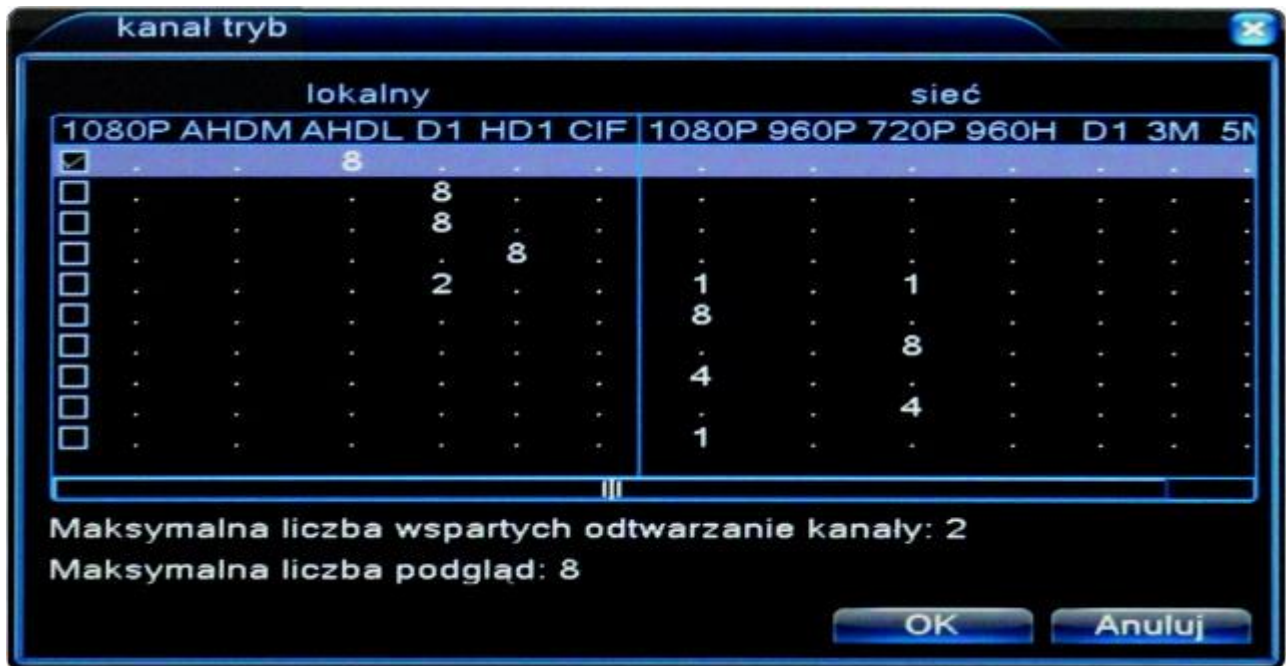 kanał tryb
lokalny sieć
1080P AHDM AHDL D1 HD1 CIF 1080P 960P 720P 960H D1 3M 5M
. . 8 . . . . . . . . . .
. . . 8 . . . . . . . . .
. . . 8 . . . . . . . . .
. . . . 8 . . . . . . . .
. . . 2 . . 1 . 1 . . . .
. . . . . . 8 . . . . . .
. . . . . . . . 8 . . . .
. . . . . . 4 . . . . . .
. . . . . . . . 4 . . . .
. . . . . . 1 . . . . . .
Maksymalna liczba wspartych odtwarzanie kanały: 2
Maksymalna liczba podgląd: 8
OK Anuluj